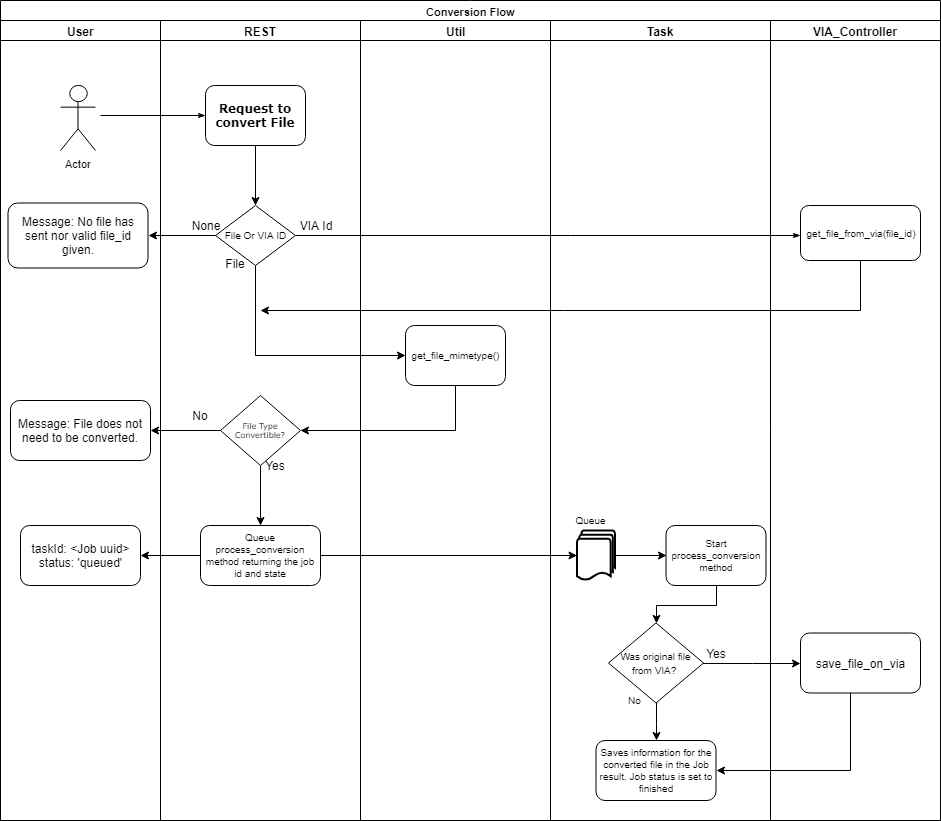 Conversion Flow
User
REST
Util
Task
VIA_Controller
Request to
convert File
Actor
Message: No file has
sent nor valid file_id
given.
None
File Or VIA ID
VIA Id
get_file_from_via(file_id)
File
get_file_mimetype()
Message: File does not
need to be converted.
No
File Type
Convertible?
Yes
taskId: <Job uuid>
status: 'queued'
Queue
process_conversion
method returning the job
id and state
Queue
Start
process_conversion
method
Was original file
from VIA?
Yes
save_file_on_via
No
Saves information for the
converted file in the Job
result. Job status is set to
finished